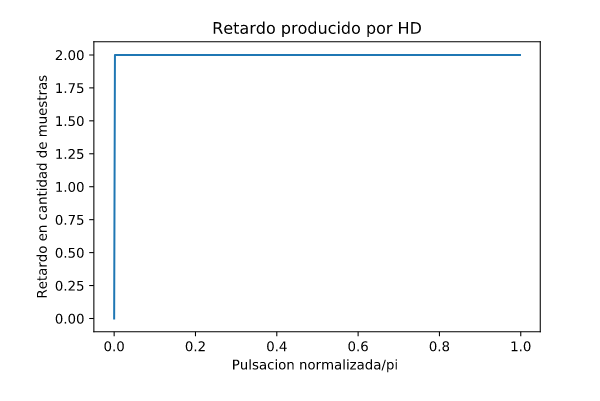 Retardo producido por HD
Retardo en cantidad de muestras
2.00
1.75
1.50
1.25
1.00
0.75
0.50
0.25
0.00
0.0 0.2 0.4 0.6 0.8 1.0
Pulsacion normalizada/pi